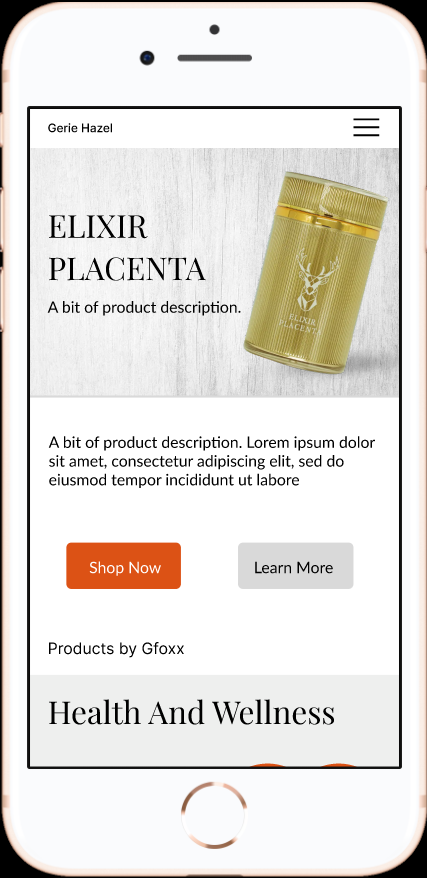 Gerie Hazel
ELIXIR
PLACENTA
A bit of product description.
ELIXIR
PLACENTA
A bit of product description. Lorem ipsum dolor
sit amet, consectetur adipiscing elit, sed do
eiusmod tempor incididunt ut labore
Shop Now
Learn More
Products by Gfoxx
Health And Wellness